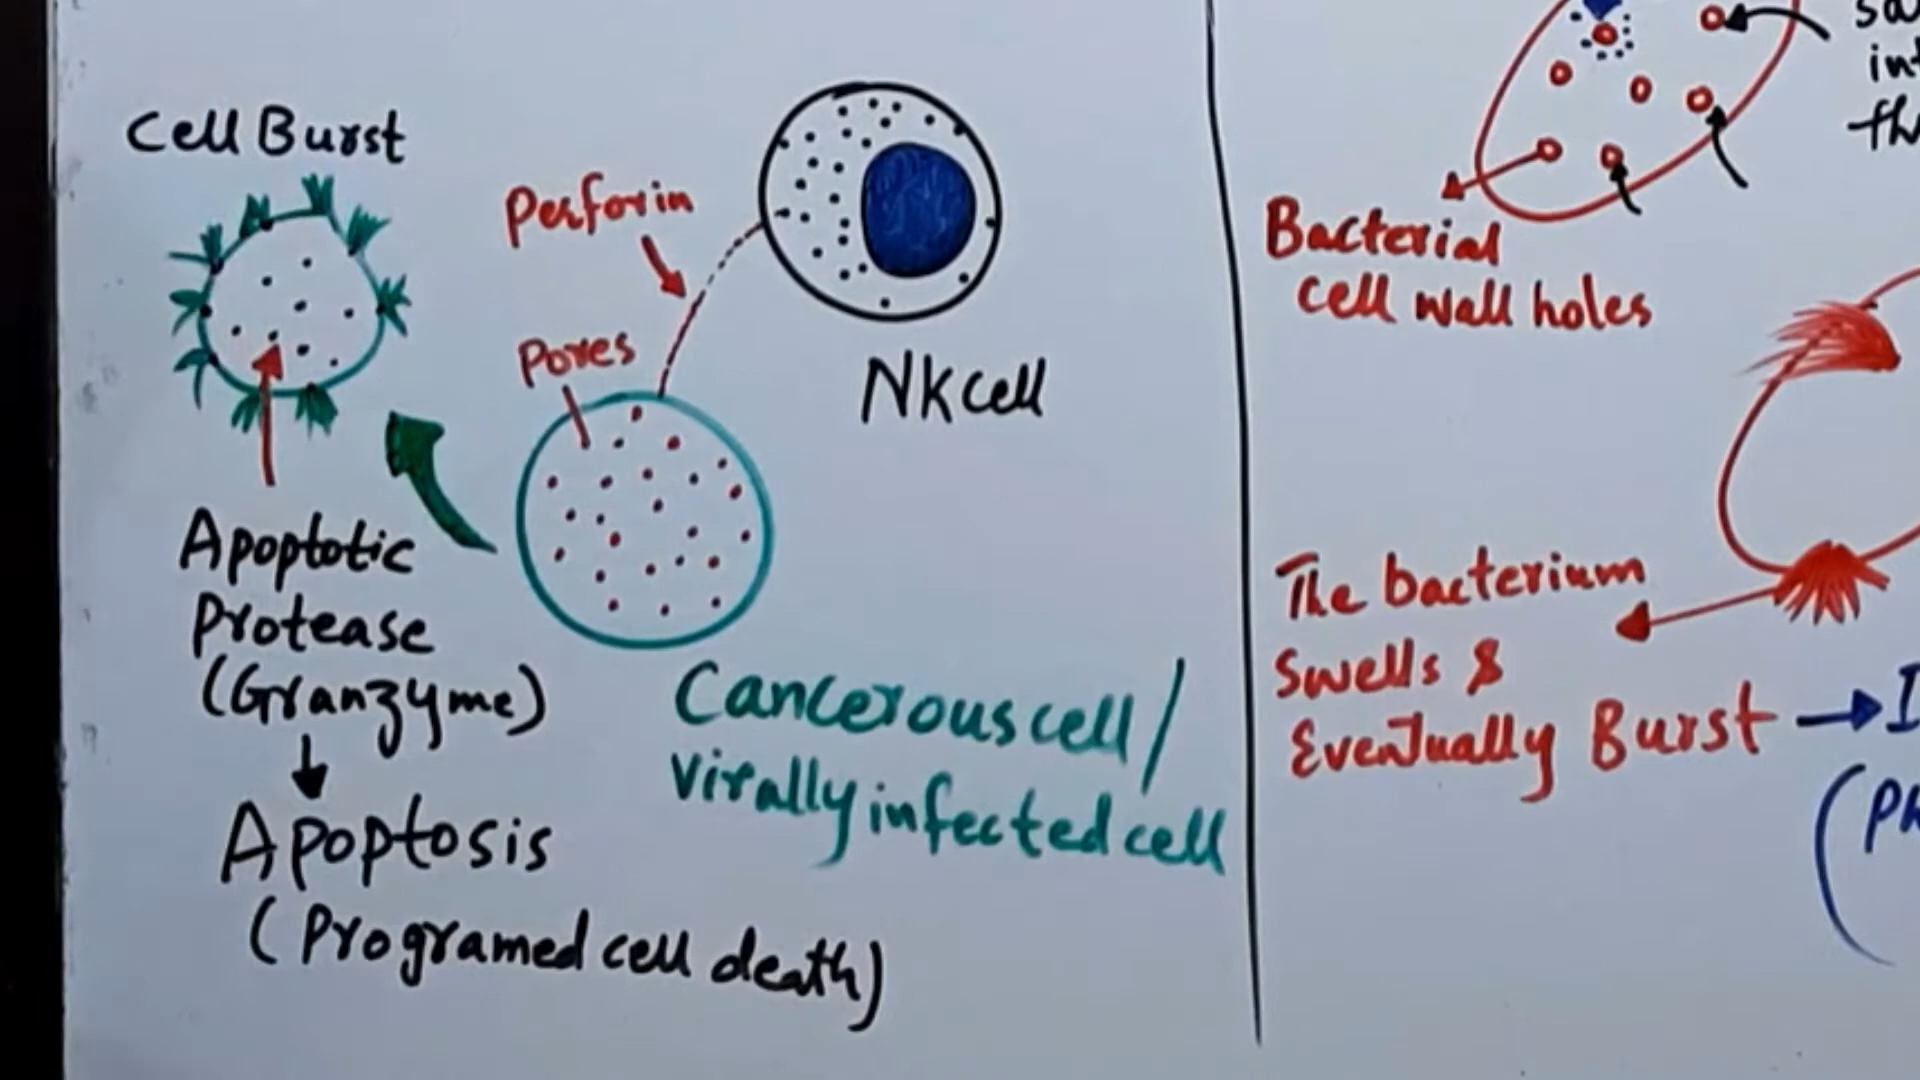 Cell Burst
Perforin
Pores
NK cell
Apoptotic
Protease
(Granzyme)
Apoptosis
(Programed cell death)
Cancerous cell /
Virally infected cell
Bacterial
cell wall holes
The bacterium
Swells &
Eventually Burst